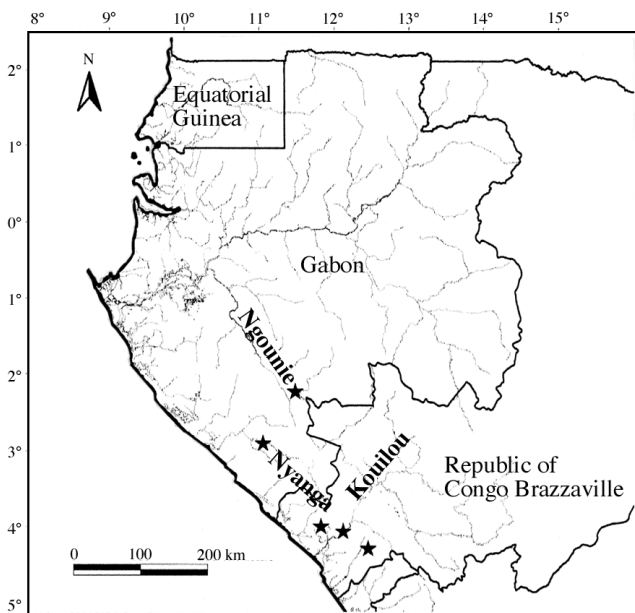 8° 9° 10° 11° 12° 13° 14° 15°
2°
N
Equatorial
Guinea
1°
0°
Gabon
1°
Ngounie
2°
3°
Nyanga
Kouilou
Republic of
Congo Brazzaville
4°
0 100 200 km
5°